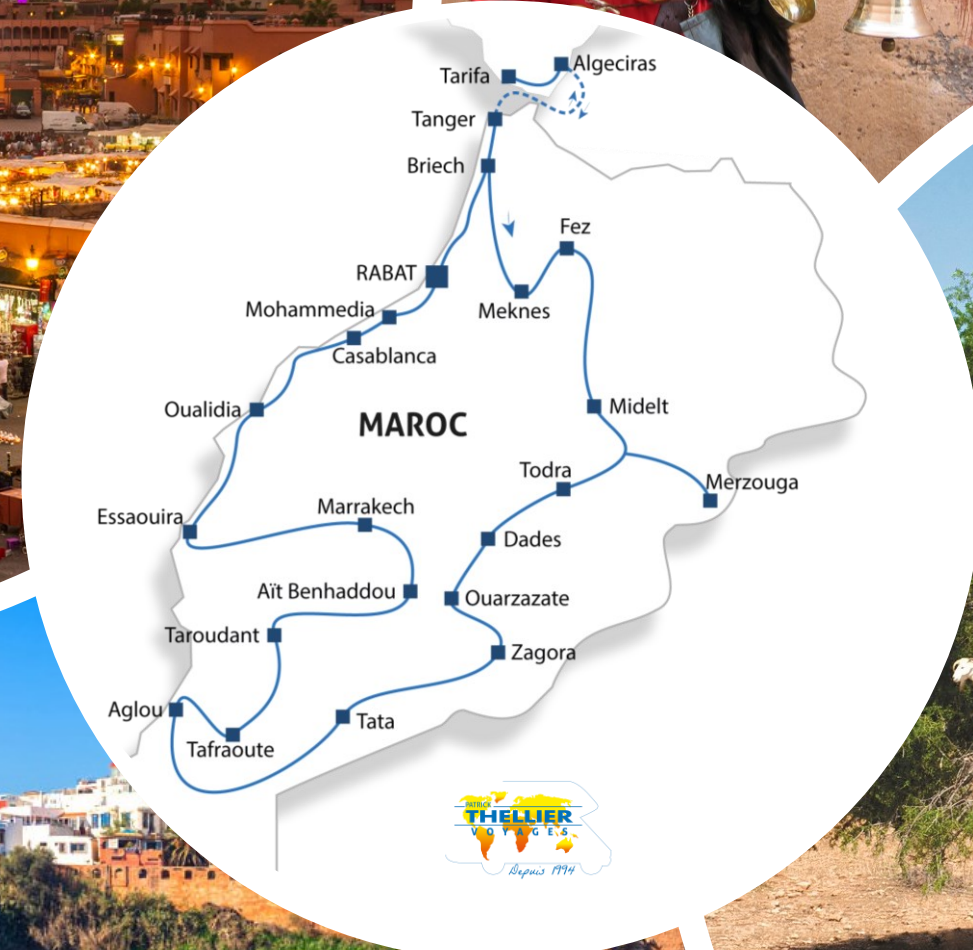 Algeciras
Tarifa
Tanger
Briech
Fez
RABAT
Meknes
Mohammedia
Casablanca
Oualidia
MAROC
Midelt
Todra
Merzouga
Marrakech
Essaouira
Dades
Aït Benhaddou
Ouarzazate
Taroudant
Zagora
Aglou
Tata
Tafraoute
PATRICK
THELLIER
VOYAGES
Depuis 1994